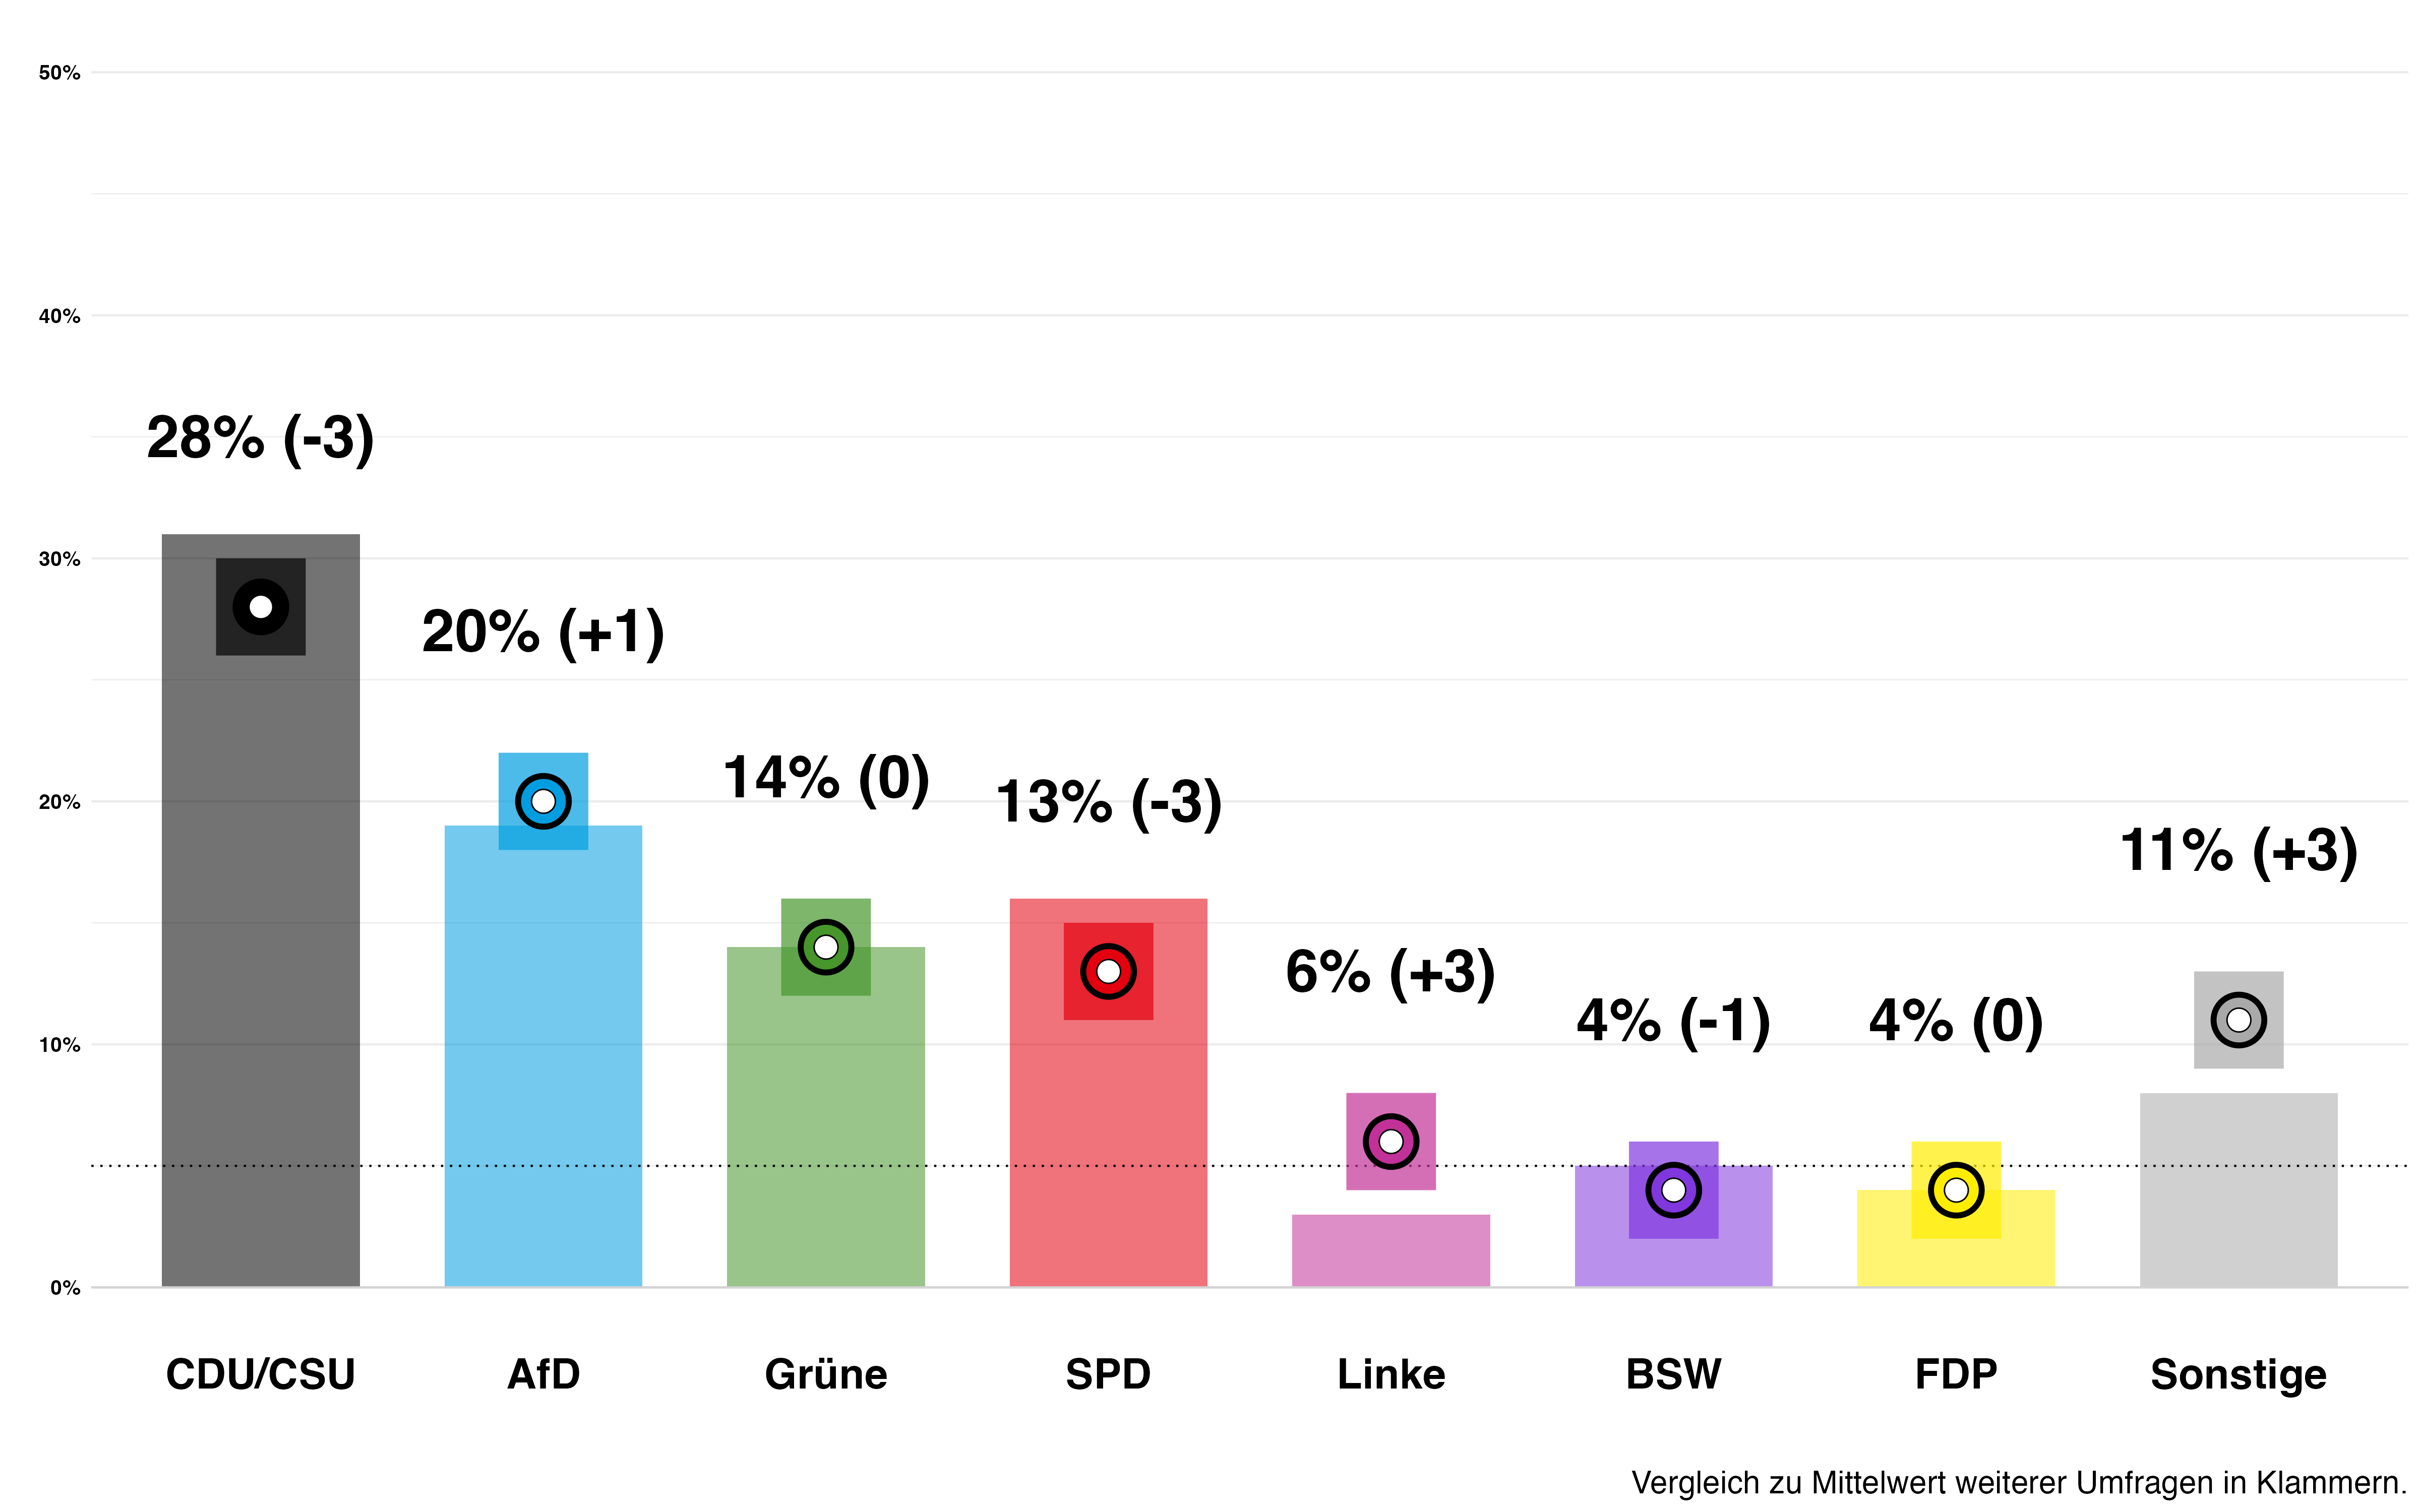 50%
40%
30%
20%
10%
0%
28% (-3)
20% (+1)
14% (0)
13% (-3)
6% (+3)
4% (-1)
4% (0)
11% (+3)
CDU/CSU
AfD
Grüne
SPD
Linke
BSW
FDP
Sonstige
Vergleich zu Mittelwert weiterer Umfragen in Klammern.